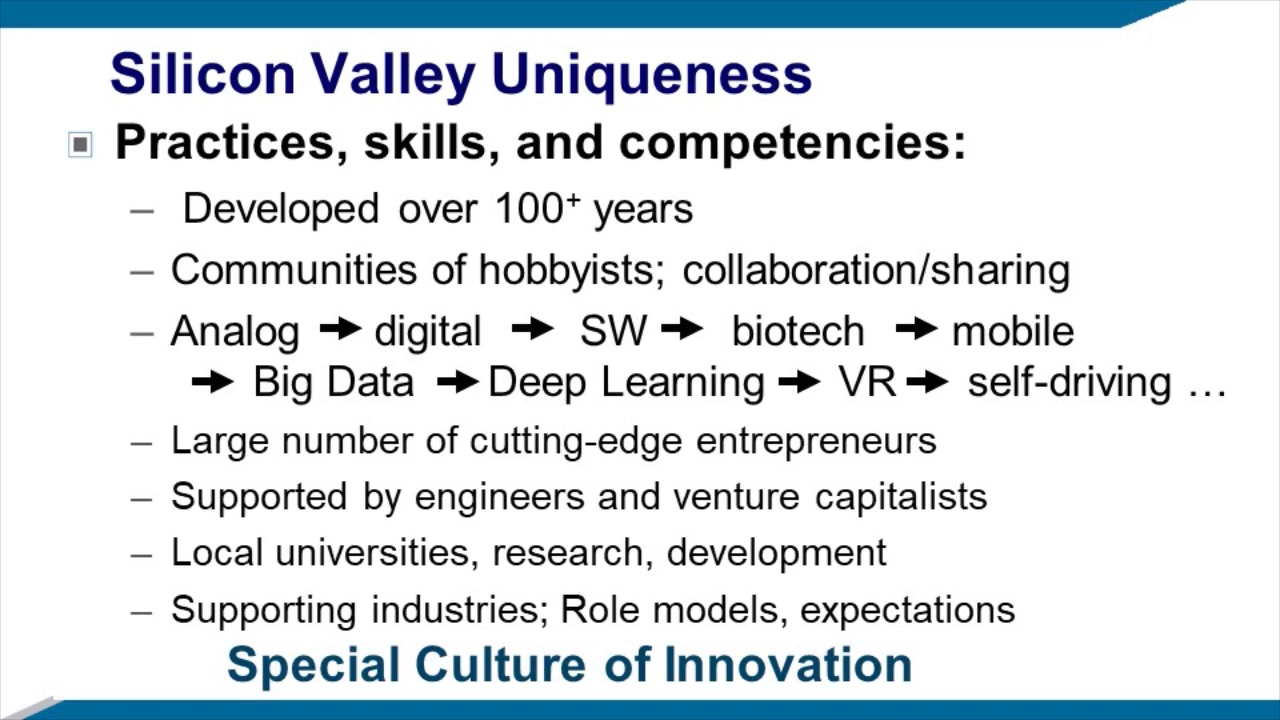 Silicon Valley Uniqueness
Practices, skills, and competencies:
– Developed over 100⁺ years
– Communities of hobbyists; collaboration/sharing
– Analog → digital → SW → biotech → mobile
→ Big Data → Deep Learning → VR → self-driving …
– Large number of cutting-edge entrepreneurs
– Supported by engineers and venture capitalists
– Local universities, research, development
– Supporting industries; Role models, expectations
Special Culture of Innovation